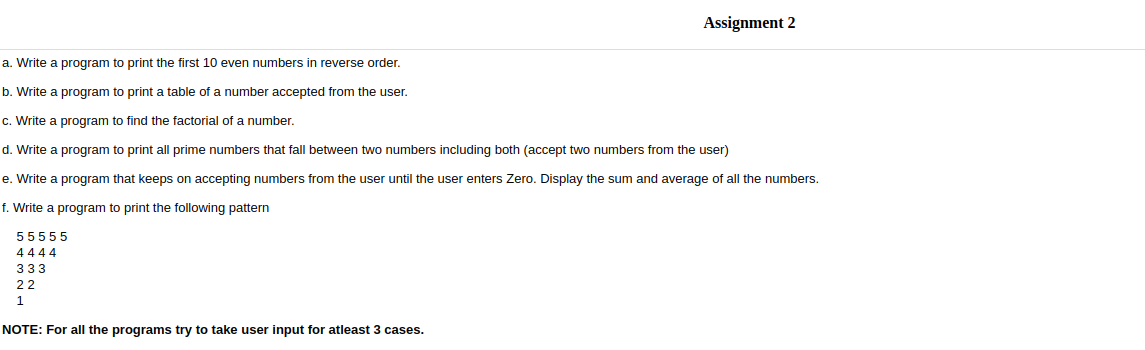 Assignment 2
a. Write a program to print the first 10 even numbers in reverse order.
b. Write a program to print a table of a number accepted from the user.
c. Write a program to find the factorial of a number.
d. Write a program to print all prime numbers that fall between two numbers including both (accept two numbers from the user)
e. Write a program that keeps on accepting numbers from the user until the user enters Zero. Display the sum and average of all the numbers.
f. Write a program to print the following pattern
5 5 5 5 5
4 4 4 4
3 3 3
2 2
1
NOTE: For all the programs try to take user input for atleast 3 cases.